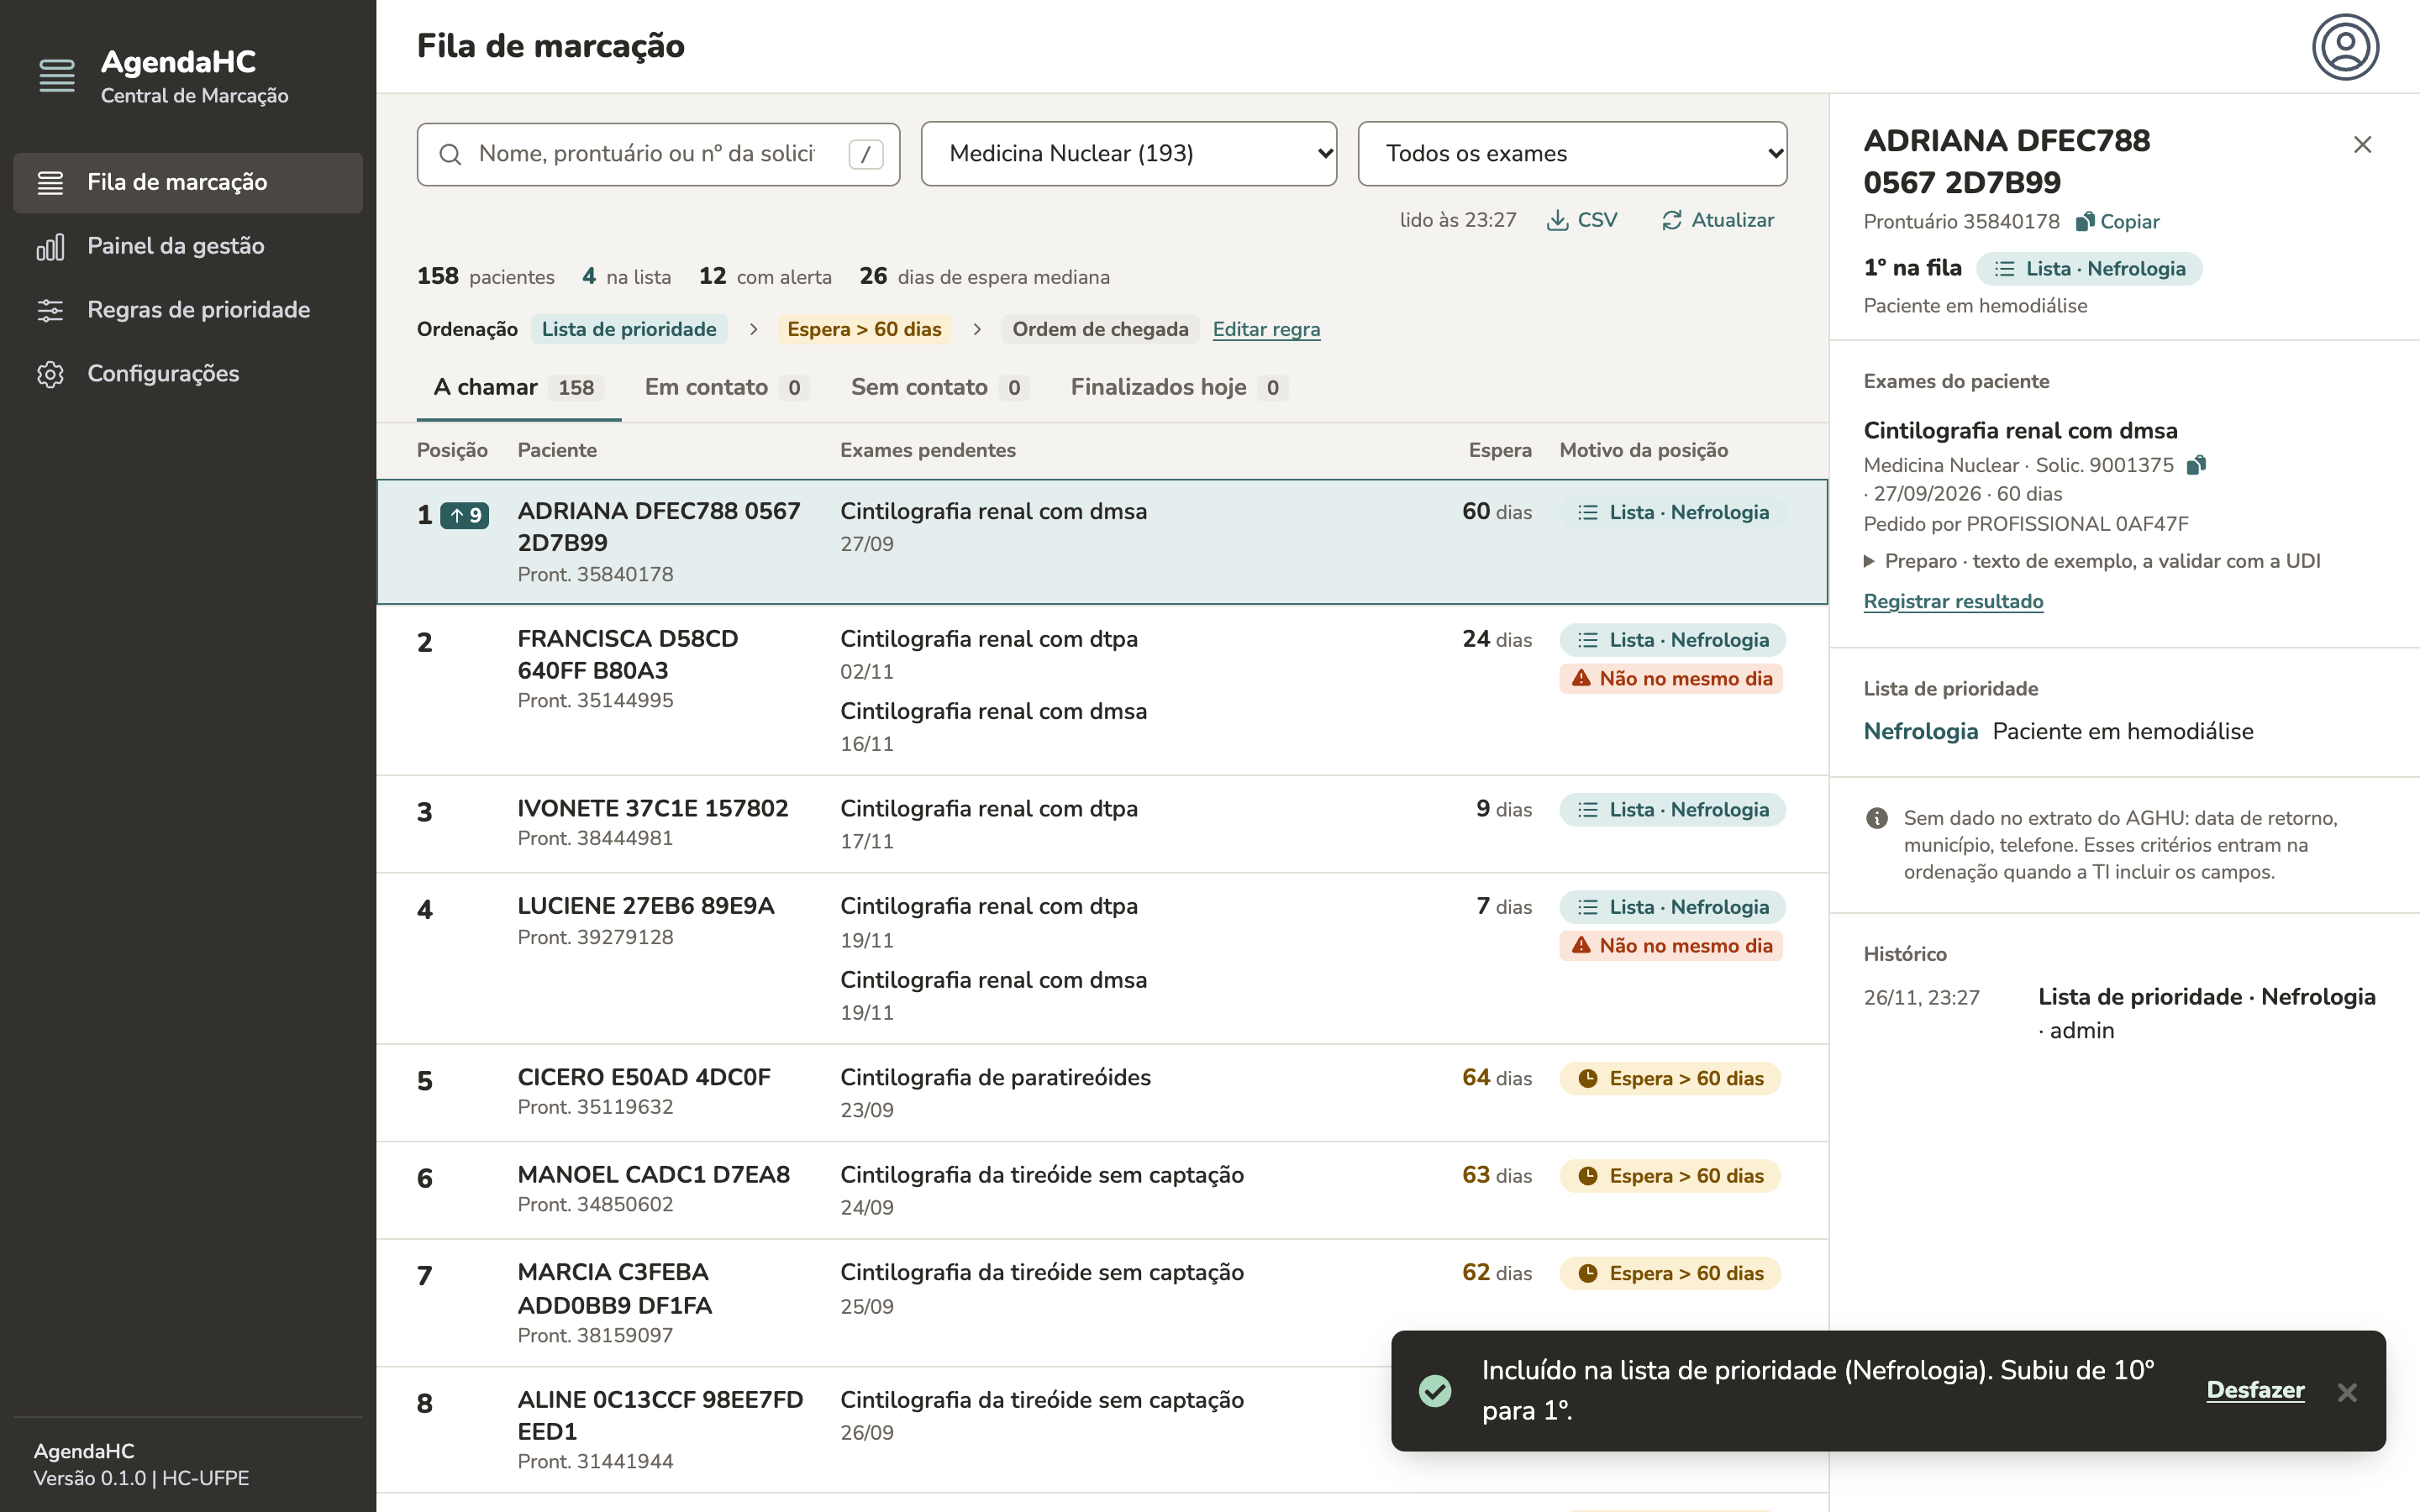 AgendaHC
Central de Marcação
Fila de marcação
Painel da gestão
Regras de prioridade
Configurações
AgendaHC
Versão 0.1.0 | HC-UFPE
Fila de marcação
Nome, prontuário ou nº da solici
/
Medicina Nuclear (193)
Todos os exames
lido às 23:27
CSV
Atualizar
158 pacientes 4 na lista 12 com alerta 26 dias de espera mediana
Ordenação Lista de prioridade > Espera > 60 dias > Ordem de chegada Editar regra
A chamar 158 Em contato 0 Sem contato 0 Finalizados hoje 0
Posição Paciente Exames pendentes Espera Motivo da posição
1 ↑ 9 ADRIANA DFEC788 0567 Cintilografia renal com dmsa 60 dias Lista · Nefrologia
2D7B99 27/09
Pront. 35840178
2 FRANCISCA D58CD Cintilografia renal com dtpa 24 dias Lista · Nefrologia
640FF B80A3 02/11 Não no mesmo dia
Pront. 35144995
Cintilografia renal com dmsa
16/11
3 IVONETE 37C1E 157802 Cintilografia renal com dtpa 9 dias Lista · Nefrologia
Pront. 38444981 17/11
4 LUCIENE 27EB6 89E9A Cintilografia renal com dtpa 7 dias Lista · Nefrologia
Pront. 39279128 19/11 Não no mesmo dia
Cintilografia renal com dmsa
19/11
5 CICERO E50AD 4DC0F Cintilografia de paratireóides 64 dias Espera > 60 dias
Pront. 35119632 23/09
6 MANOEL CADC1 D7EA8 Cintilografia da tireóide sem captação 63 dias Espera > 60 dias
Pront. 34850602 24/09
7 MARCIA C3FEBA Cintilografia da tireóide sem captação 62 dias Espera > 60 dias
ADD0BB9 DF1FA 25/09
Pront. 38159097
8 ALINE 0C13CCF 98EE7FD Cintilografia da tireóide sem captação
EED1 26/09
Pront. 31441944
ADRIANA DFEC788
0567 2D7B99
Prontuário 35840178 Copiar
1º na fila Lista · Nefrologia
Paciente em hemodiálise
Exames do paciente
Cintilografia renal com dmsa
Medicina Nuclear · Solic. 9001375
· 27/09/2026 · 60 dias
Pedido por PROFISSIONAL 0AF47F
Preparo · texto de exemplo, a validar com a UDI
Registrar resultado
Lista de prioridade
Nefrologia Paciente em hemodiálise
Sem dado no extrato do AGHU: data de retorno,
município, telefone. Esses critérios entram na
ordenação quando a TI incluir os campos.
Histórico
26/11, 23:27 Lista de prioridade · Nefrologia
· admin
Incluído na lista de prioridade (Nefrologia). Subiu de 10º
para 1º.
Desfazer